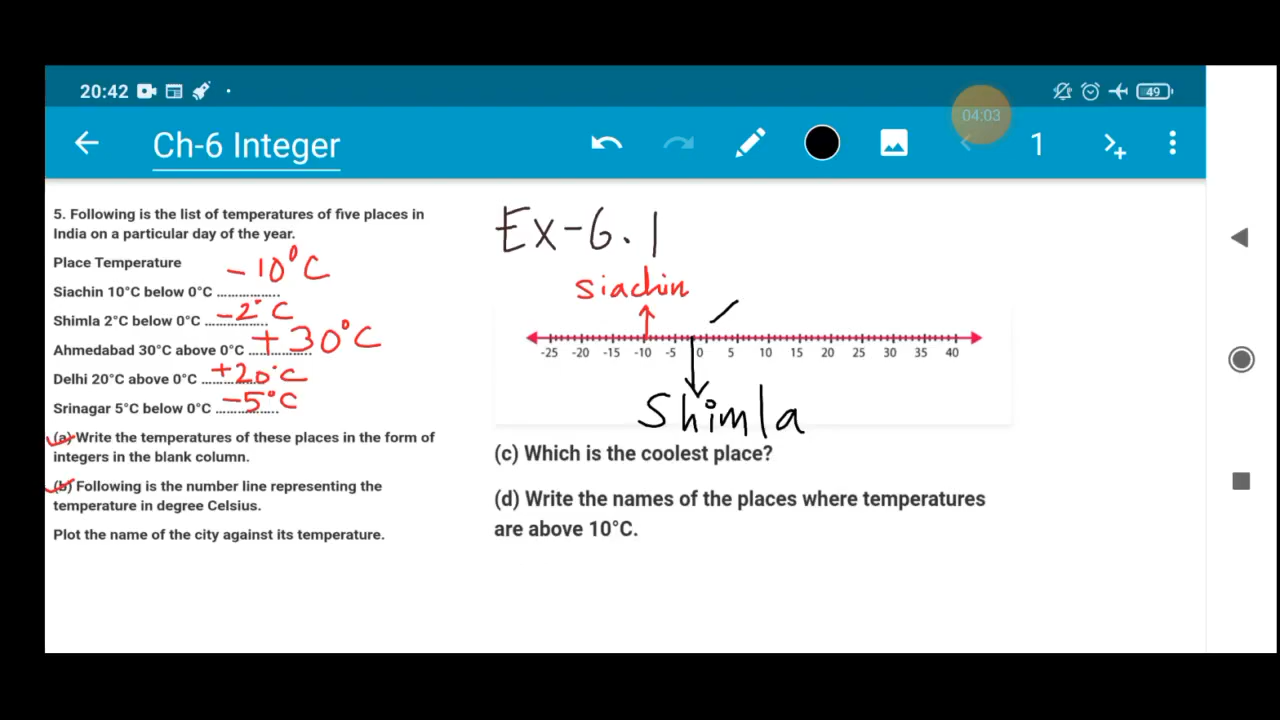 20:42
49
04:03
Ch-6 Integer
1
5. Following is the list of temperatures of five places in
India on a particular day of the year.
Place Temperature
Siachin 10°C below 0°C ................ -10°C
Shimla 2°C below 0°C ................ -2°C
Ahmedabad 30°C above 0°C ................ +30°C
Delhi 20°C above 0°C ................ +20°C
Srinagar 5°C below 0°C ................ -5°C
(a) Write the temperatures of these places in the form of
integers in the blank column.
(b) Following is the number line representing the
temperature in degree Celsius.
Plot the name of the city against its temperature.
Ex-6.1
Siachin
-25 -20 -15 -10 -5 0 5 10 15 20 25 30 35 40
Shimla
(c) Which is the coolest place?
(d) Write the names of the places where temperatures
are above 10°C.